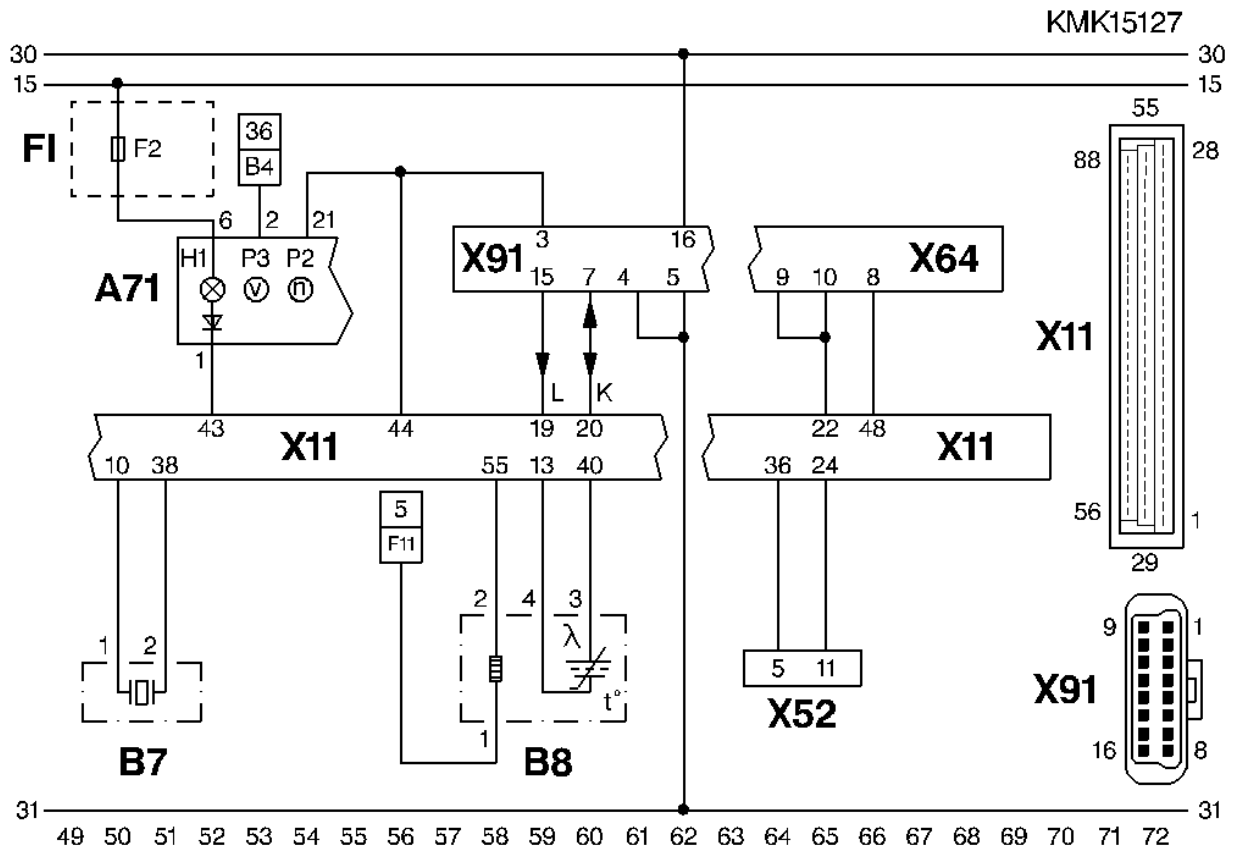 KMK15127
30 30
15 15
55
FI F2 36 88 28
B4
6 2 21
H1 P3 P2 X91 3 16 X64
A71 V n 15 7 4 5 9 10 8
X11
1
L K
43 44 19 20 22 48
X11 X11
10 38 55 13 40 36 24
5 56 1
F11
29
2 4 3
1 2 λ 9 1
5 11
t° X91
X52
1 16 8
B7 B8
31 31
49 50 51 52 53 54 55 56 57 58 59 60 61 62 63 64 65 66 67 68 69 70 71 72